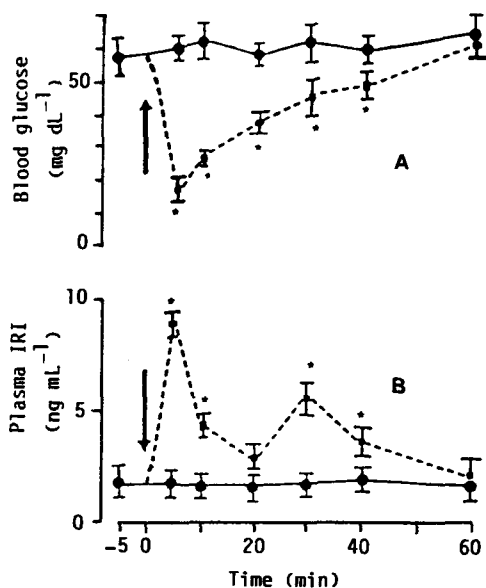 Blood glucose
(mg dL⁻¹)
50
0
A
*
*
*
*
*
Plasma IRI
(ng mL⁻¹)
10
5
0
B
*
*
*
*
-5 0 20 40 60
Time (min)